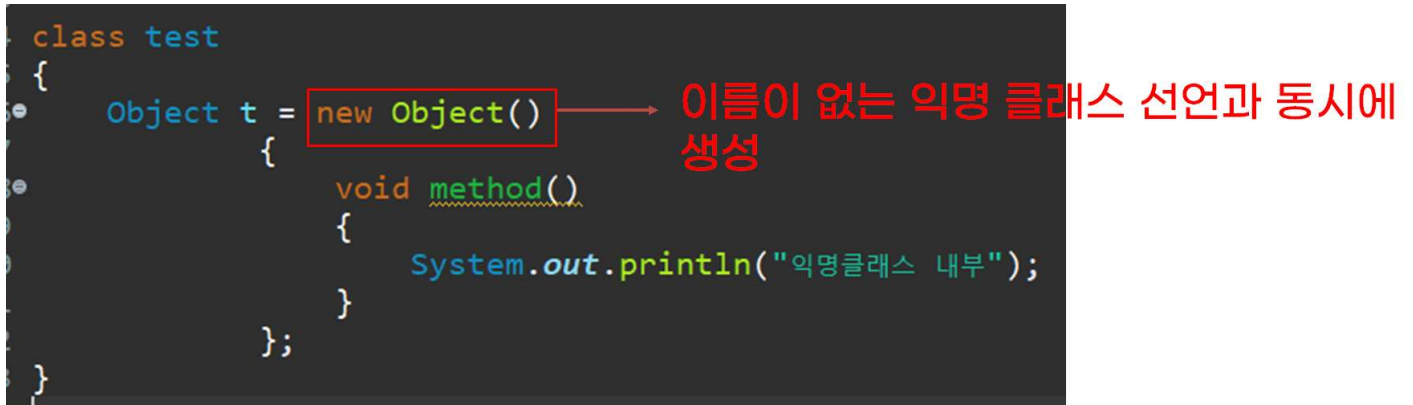 class test
{
Object t = new Object()
이름이 없는 익명 클래스 선언과 동시에
생성
{
void method()
{
System.out.println("익명클래스 내부");
}
};
}